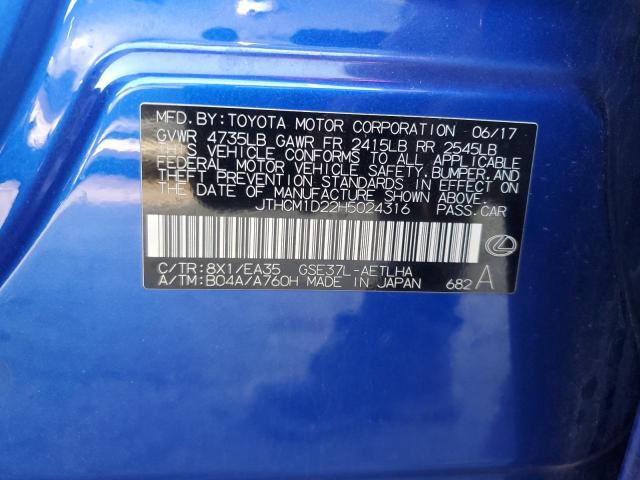 MFD.BY:TOYOTA MOTOR CORPORATION 06/17
GVWR 4735LB GAWR FR 2415LB RR 2545LB
THIS VEHICLE CONFORMS TO ALL APPLICABLE
FEDERAL MOTOR VEHICLE SAFETY,BUMPER,AND
THEFT PREVENTION STANDARDS IN EFFECT ON
THE DATE OF MANUFACTURE SHOWN ABOVE.
JTHCM1D22H5024316 PASS.CAR
C/TR:8X1/EA35 GSE37L-AETLHA
A/TM:B04A/A760H MADE IN JAPAN 682A